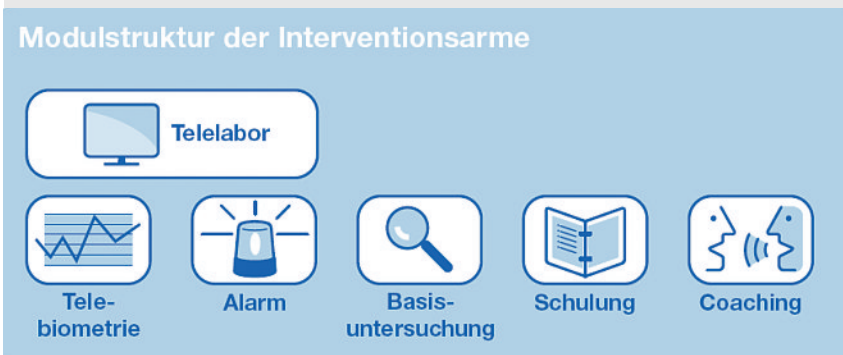 Modulstruktur der Interventionsarme
Telelabor
Tele-
biometrie
Alarm
Basis-
untersuchung
Schulung
Coaching